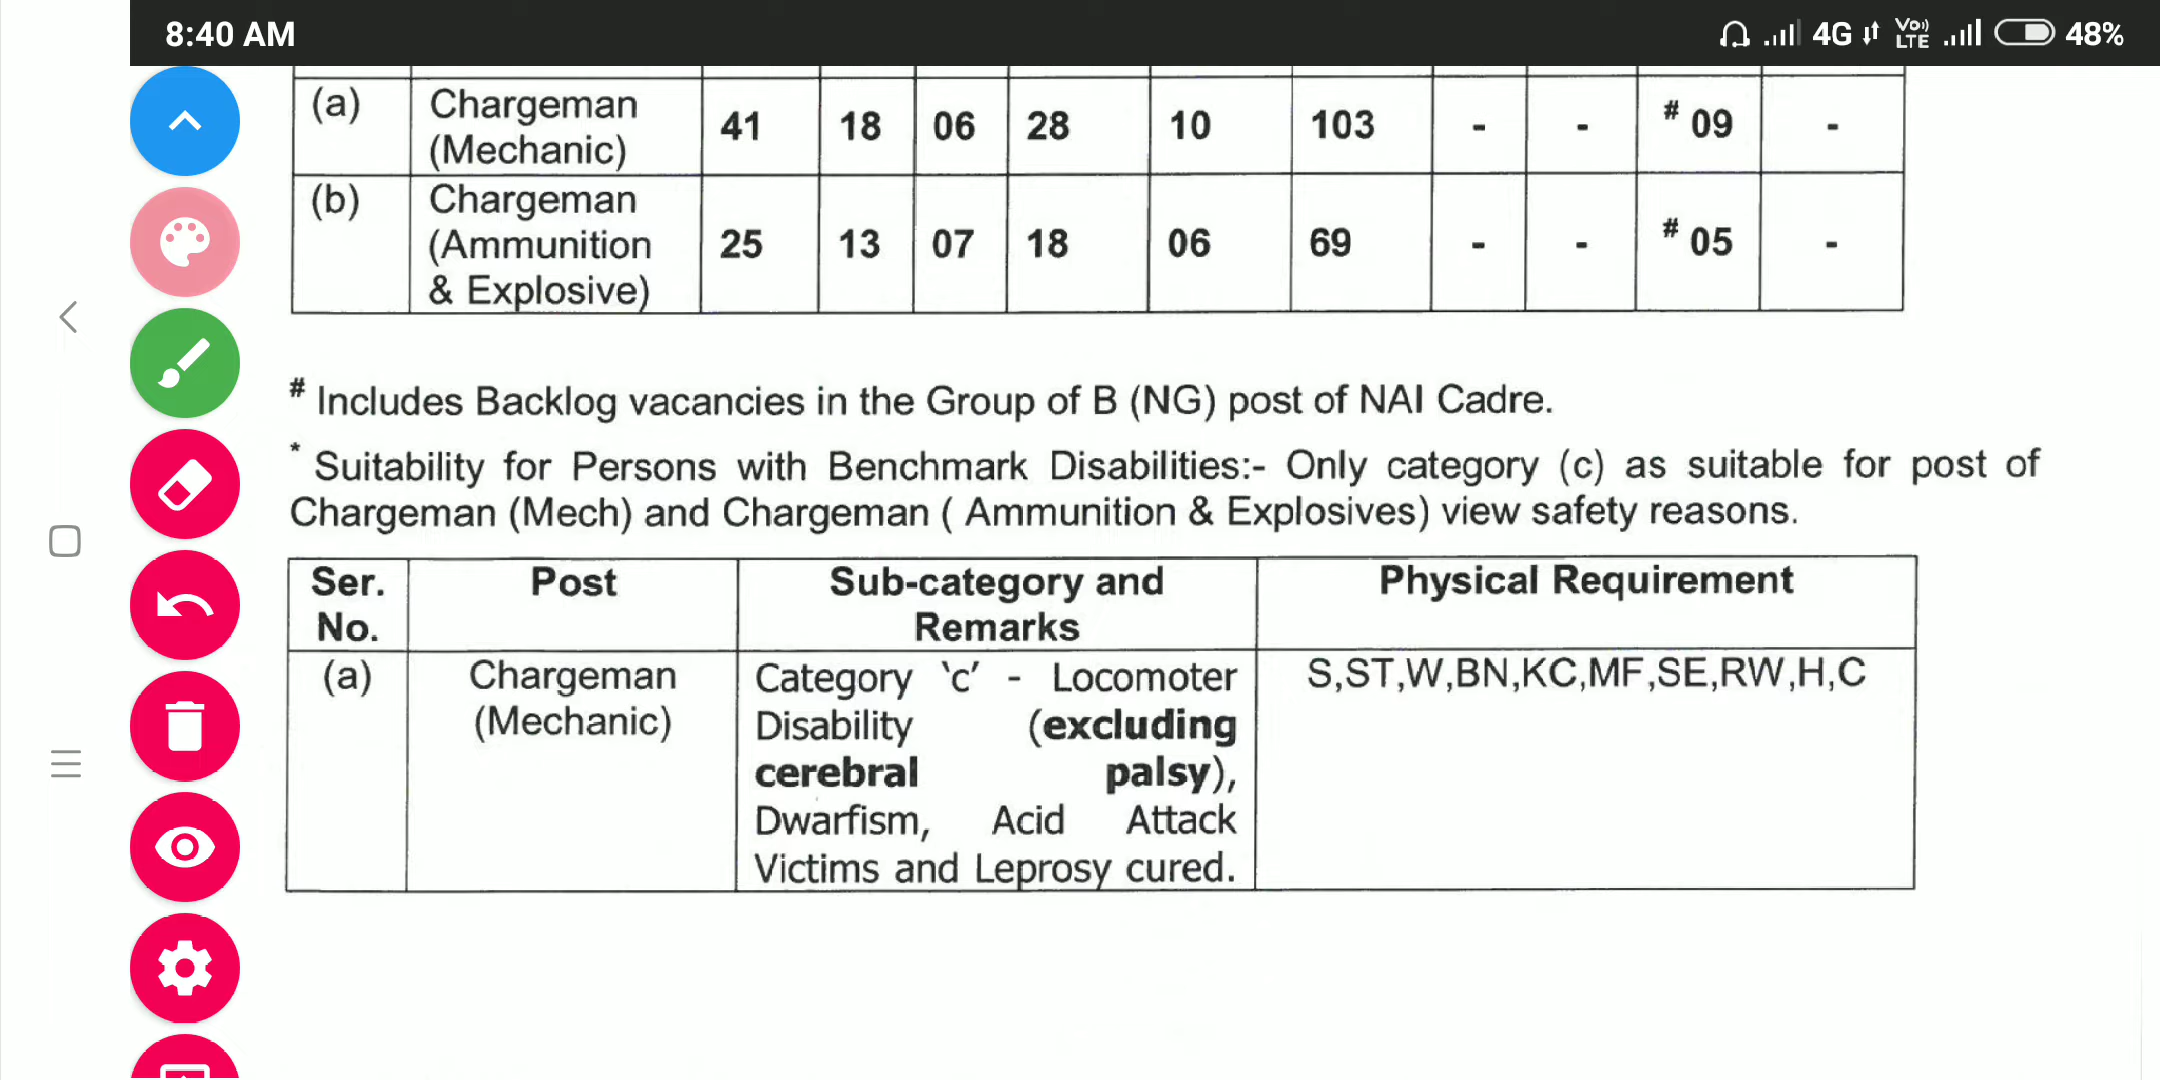 8:40 AM 4G Vo)) LTE 48%
(a) Chargeman (Mechanic) 41 18 06 28 10 103 - - # 09 -
(b) Chargeman (Ammunition & Explosive) 25 13 07 18 06 69 - - # 05 -
# Includes Backlog vacancies in the Group of B (NG) post of NAI Cadre.
* Suitability for Persons with Benchmark Disabilities:- Only category (c) as suitable for post of
Chargeman (Mech) and Chargeman ( Ammunition & Explosives) view safety reasons.
Ser. No. Post Sub-category and Remarks Physical Requirement
(a) Chargeman (Mechanic) Category 'c' - Locomoter Disability (excluding cerebral palsy), Dwarfism, Acid Attack Victims and Leprosy cured. S,ST,W,BN,KC,MF,SE,RW,H,C